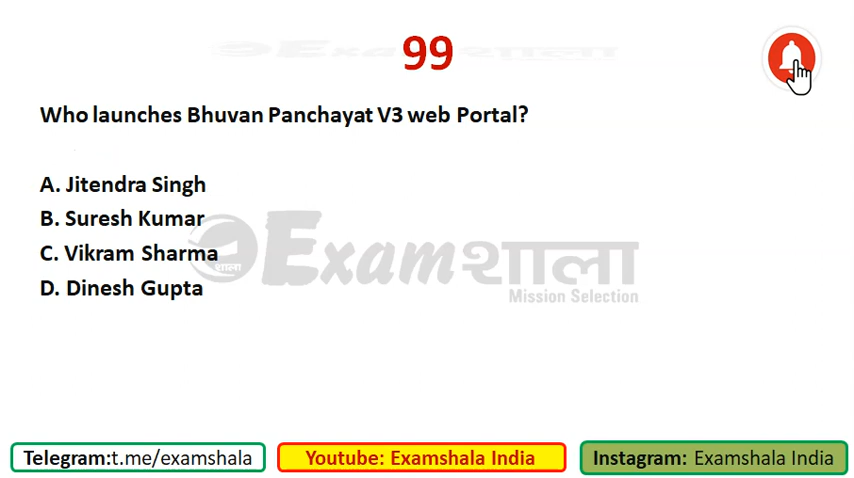 99
Who launches Bhuvan Panchayat V3 web Portal?
A. Jitendra Singh
B. Suresh Kumar
C. Vikram Sharma
D. Dinesh Gupta
शाला
Examशाला
Mission Selection
Telegram:t.me/examshala
Youtube: Examshala India
Instagram: Examshala India